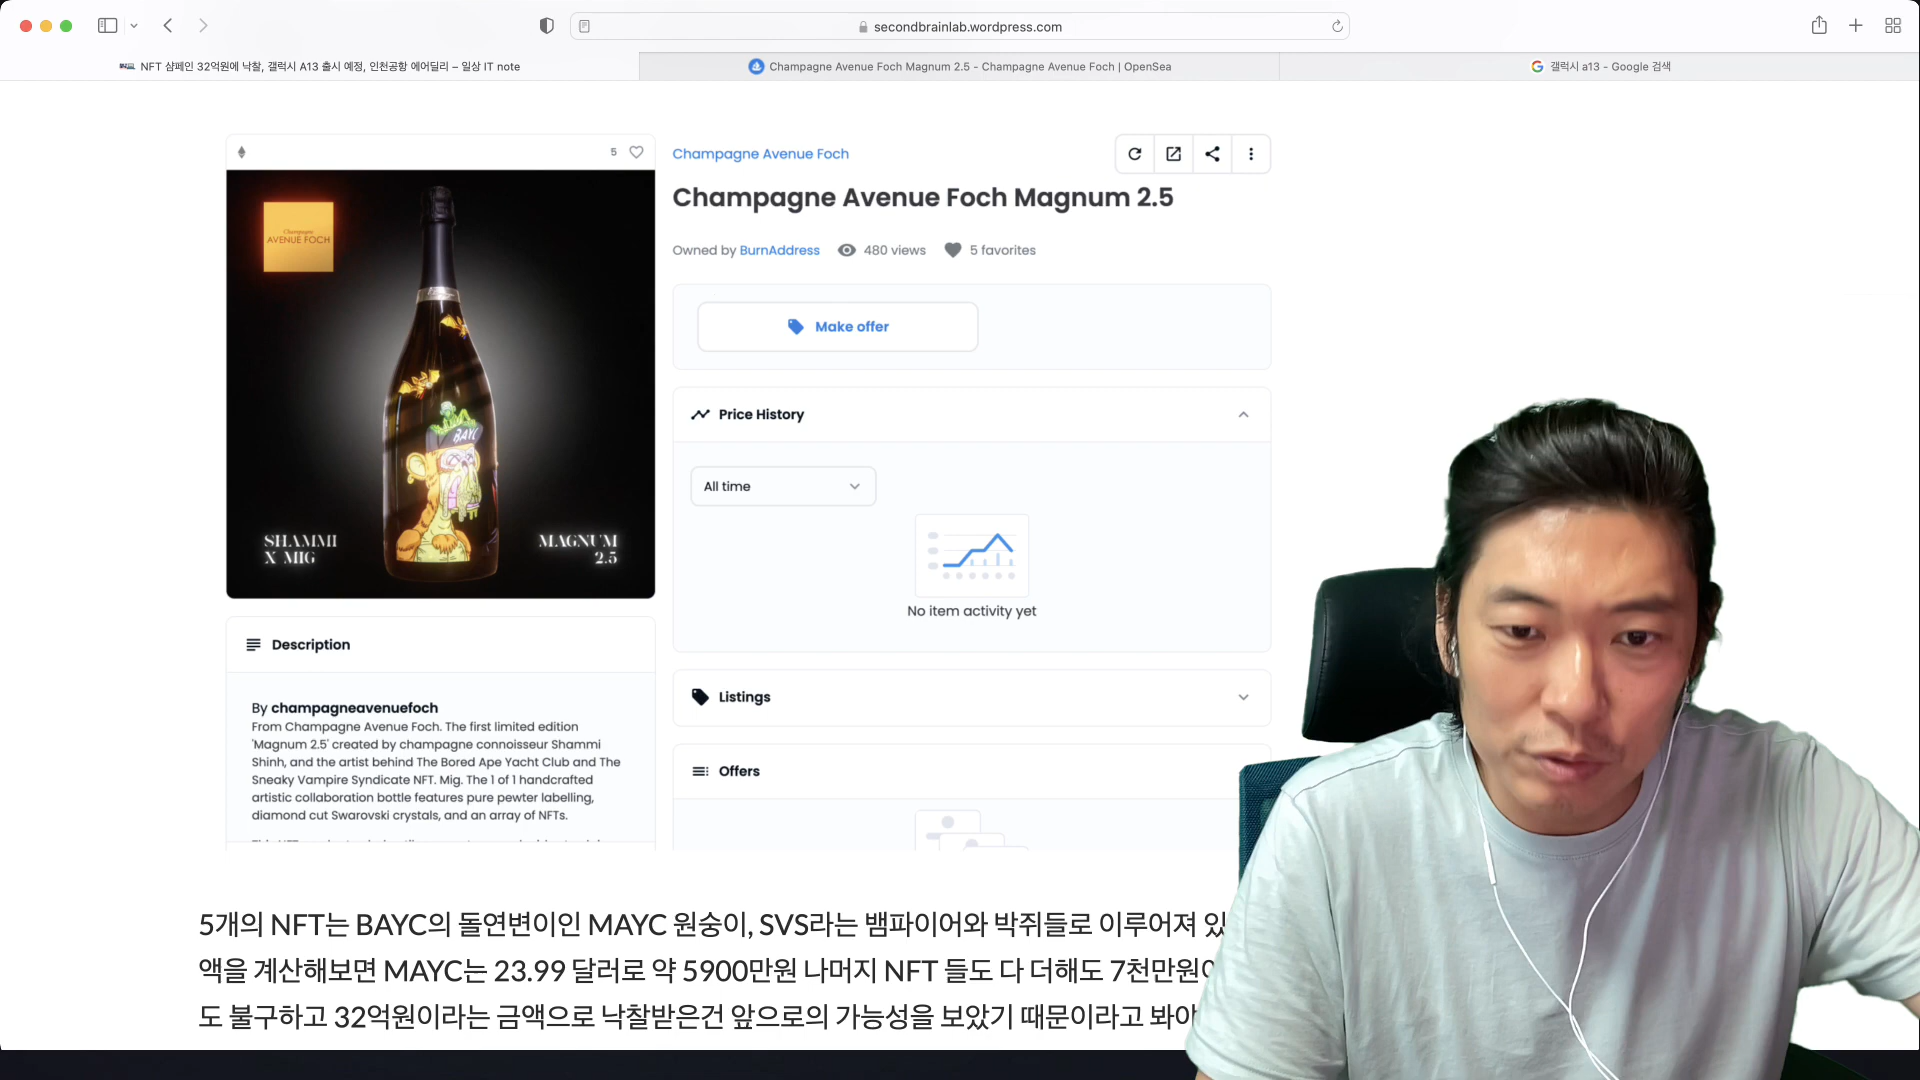 secondbrainlab.wordpress.com
NFT 샴페인 32억원에 낙찰, 갤럭시 A13 출시 예정, 인천공항 에어딜리 – 일상 IT note
Champagne Avenue Foch Magnum 2.5 - Champagne Avenue Foch | OpenSea
갤럭시 a13 - Google 검색
5
Champagne
AVENUE FOCH
BAYC
SHAMMI
X MIG
MAGNUM
2.5
Description
By champagneavenuefoch
From Champagne Avenue Foch. The first limited edition
'Magnum 2.5' created by champagne connoisseur Shammi
Shinh, and the artist behind The Bored Ape Yacht Club and The
Sneaky Vampire Syndicate NFT. Mig. The 1 of 1 handcrafted
artistic collaboration bottle features pure pewter labelling,
diamond cut Swarovski crystals, and an array of NFTs.
Champagne Avenue Foch
Champagne Avenue Foch Magnum 2.5
Owned by BurnAddress 480 views 5 favorites
Make offer
Price History
All time
No item activity yet
Listings
Offers
5개의 NFT는 BAYC의 돌연변이인 MAYC 원숭이, SVS라는 뱀파이어와 박쥐들로 이루어져 있
액을 계산해보면 MAYC는 23.99 달러로 약 5900만원 나머지 NFT 들도 다 더해도 7천만원
도 불구하고 32억원이라는 금액으로 낙찰받은건 앞으로의 가능성을 보았기 때문이라고 봐야